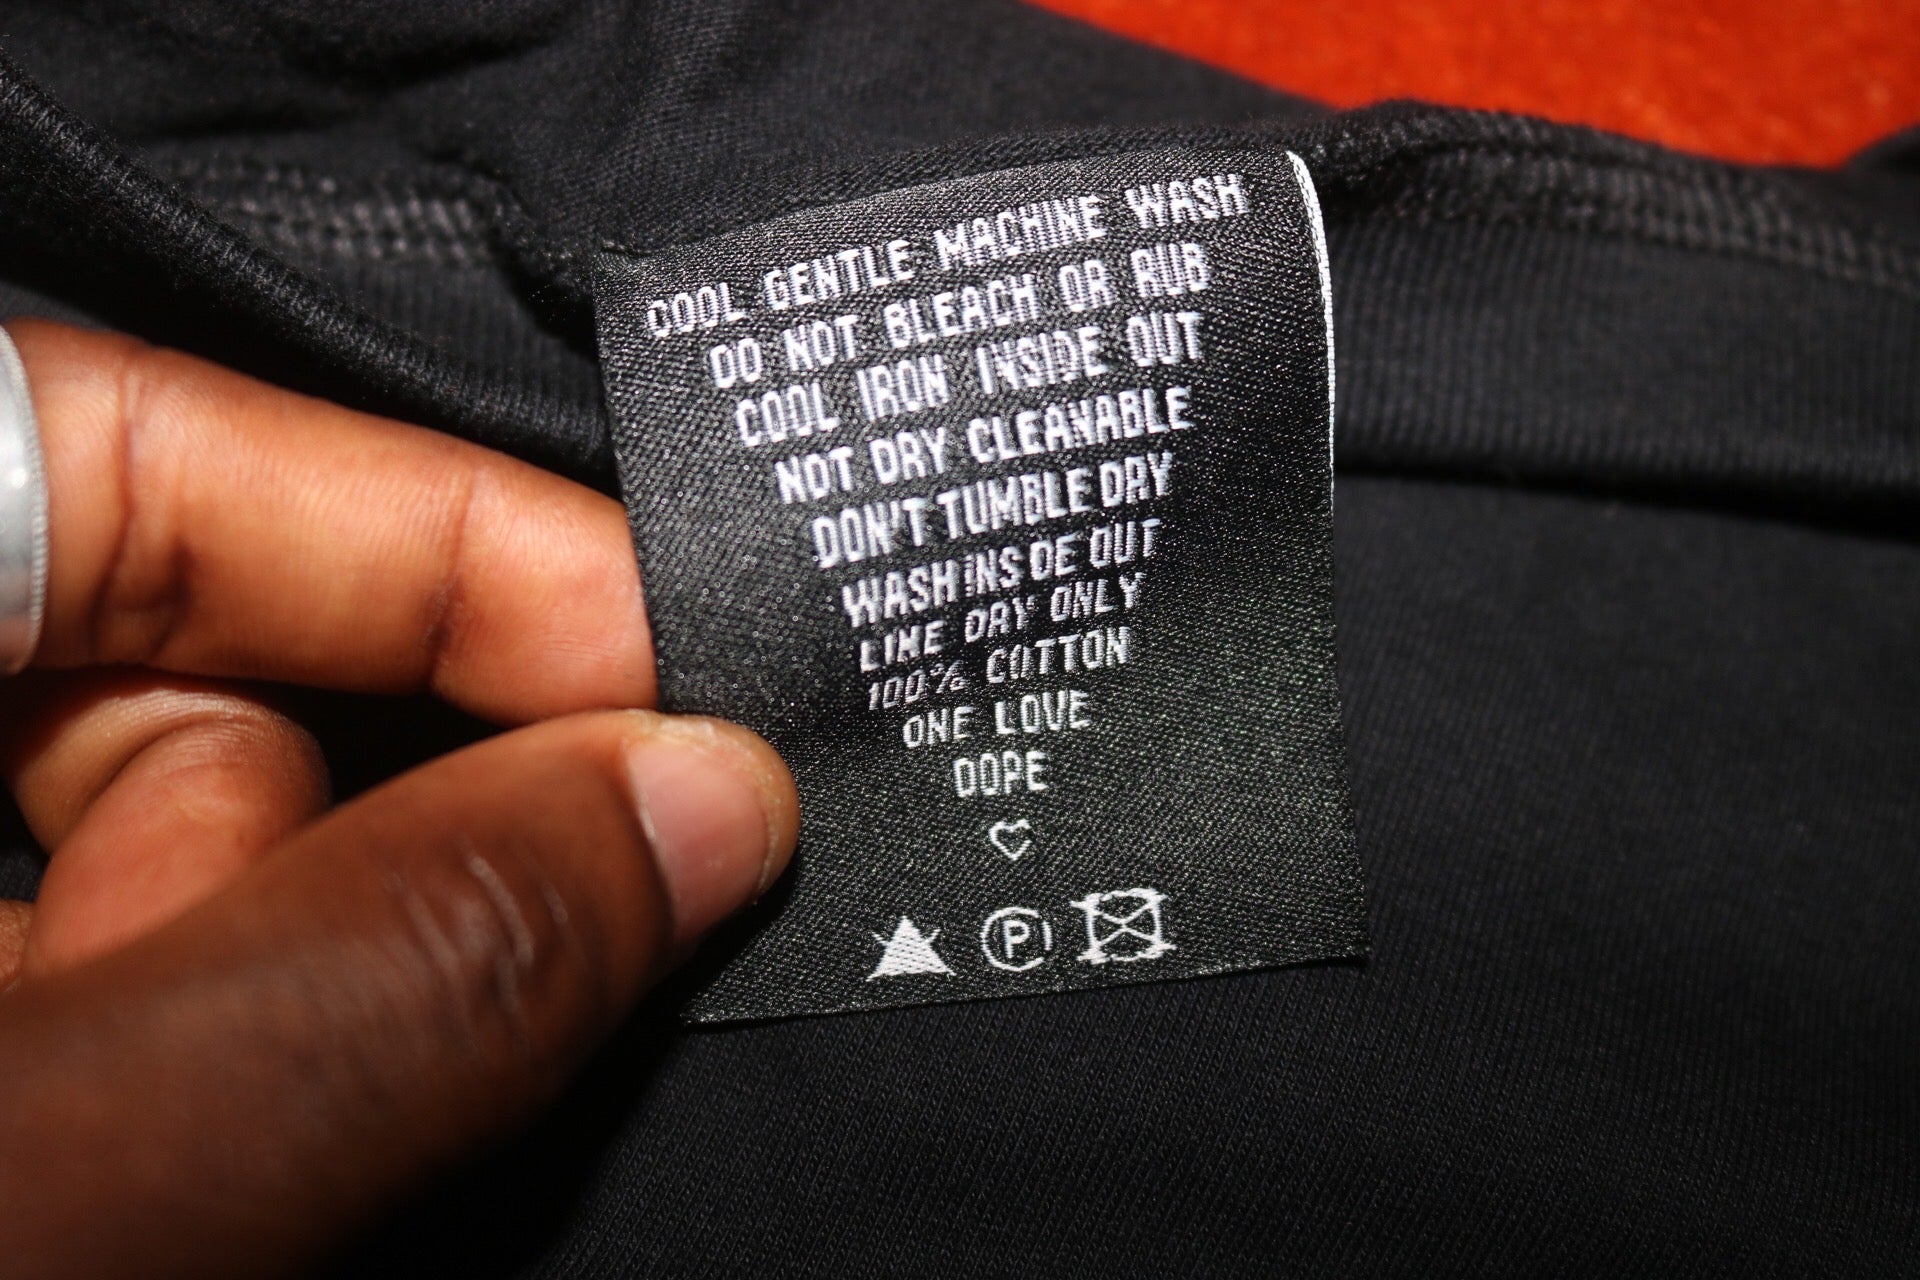 COOL GENTLE MACHINE WASH
DO NOT BLEACH OR RUB
COOL IRON INSIDE OUT
NOT DRY CLEANABLE
DON'T TUMBLE DRY
WASH INSIDE OUT
LINE DRY ONLY
100% COTTON
ONE LOVE
DOPE
P